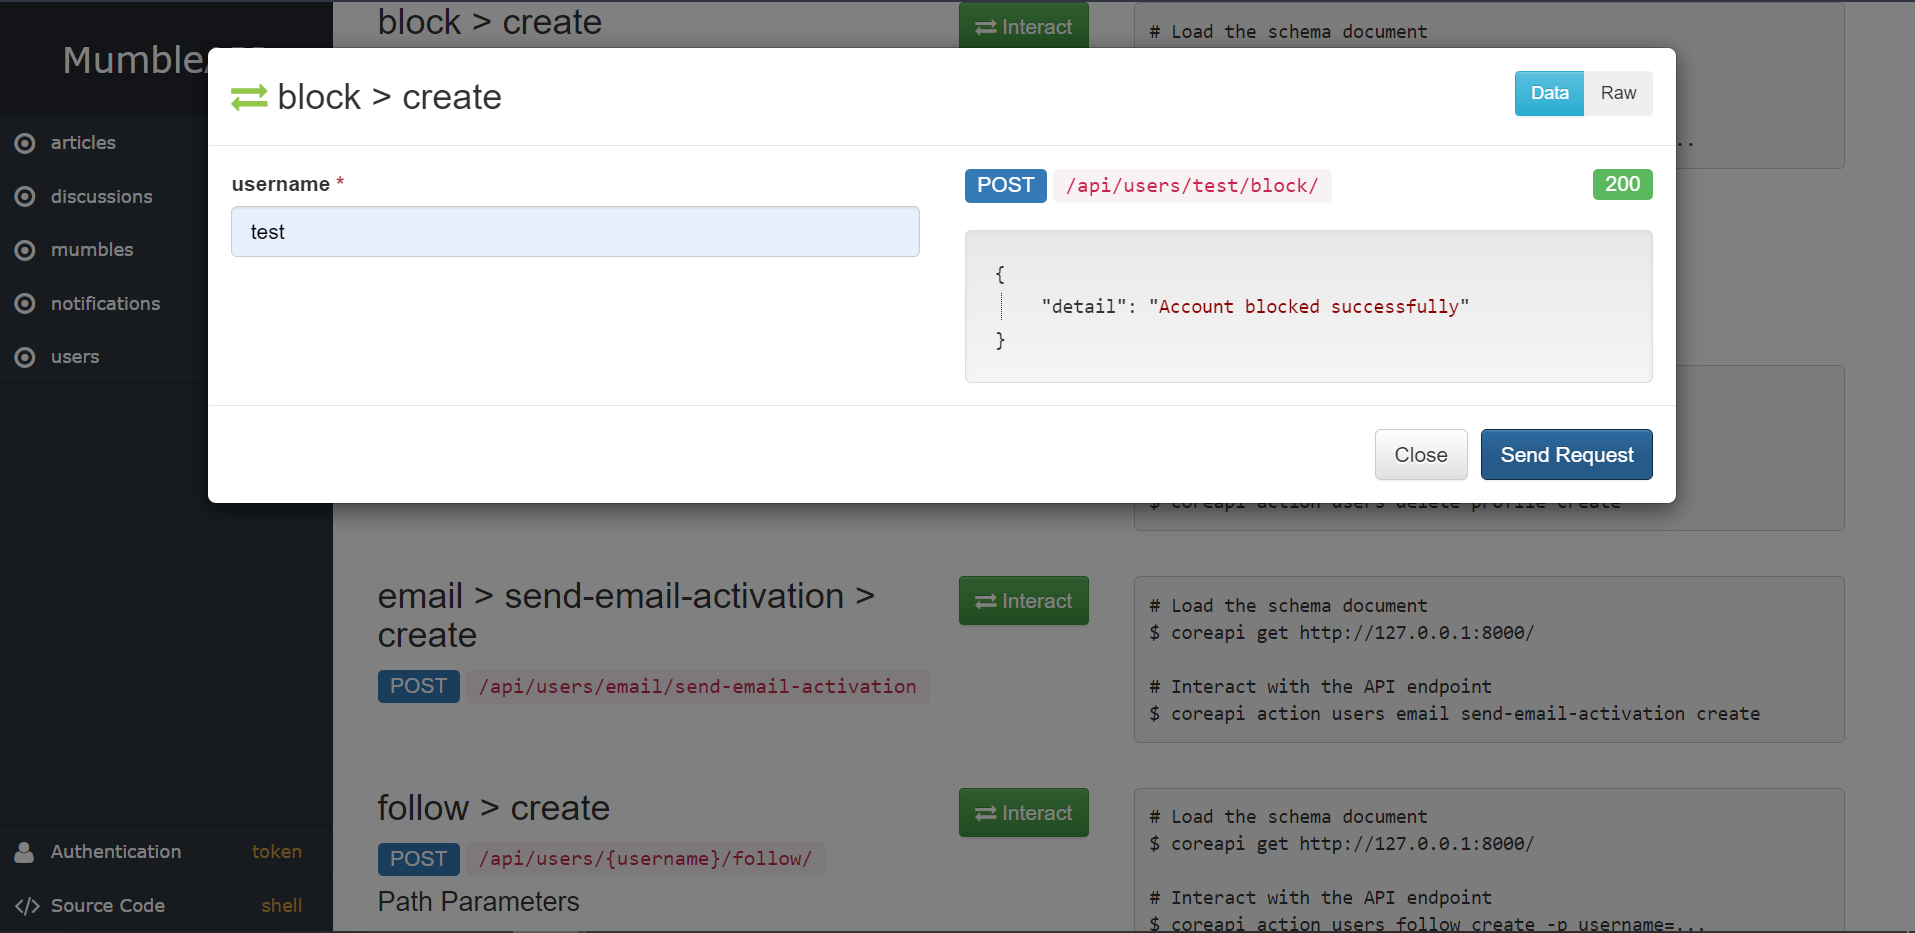 block > create
Interact
# Load the schema document
Mumble
block > create
Data
Raw
articles
discussions
mumbles
notifications
users
username *
test
POST
/api/users/test/block/
200
{
"detail": "Account blocked successfully"
}
Close
Send Request
$ coreapi action users delete-profile create
email > send-email-activation >
create
POST
/api/users/email/send-email-activation
Interact
# Load the schema document
$ coreapi get http://127.0.0.1:8000/
# Interact with the API endpoint
$ coreapi action users email send-email-activation create
follow > create
POST
/api/users/{username}/follow/
Path Parameters
Interact
# Load the schema document
$ coreapi get http://127.0.0.1:8000/
# Interact with the API endpoint
$ coreapi action users follow create -p username=...
Authentication
token
Source Code
shell